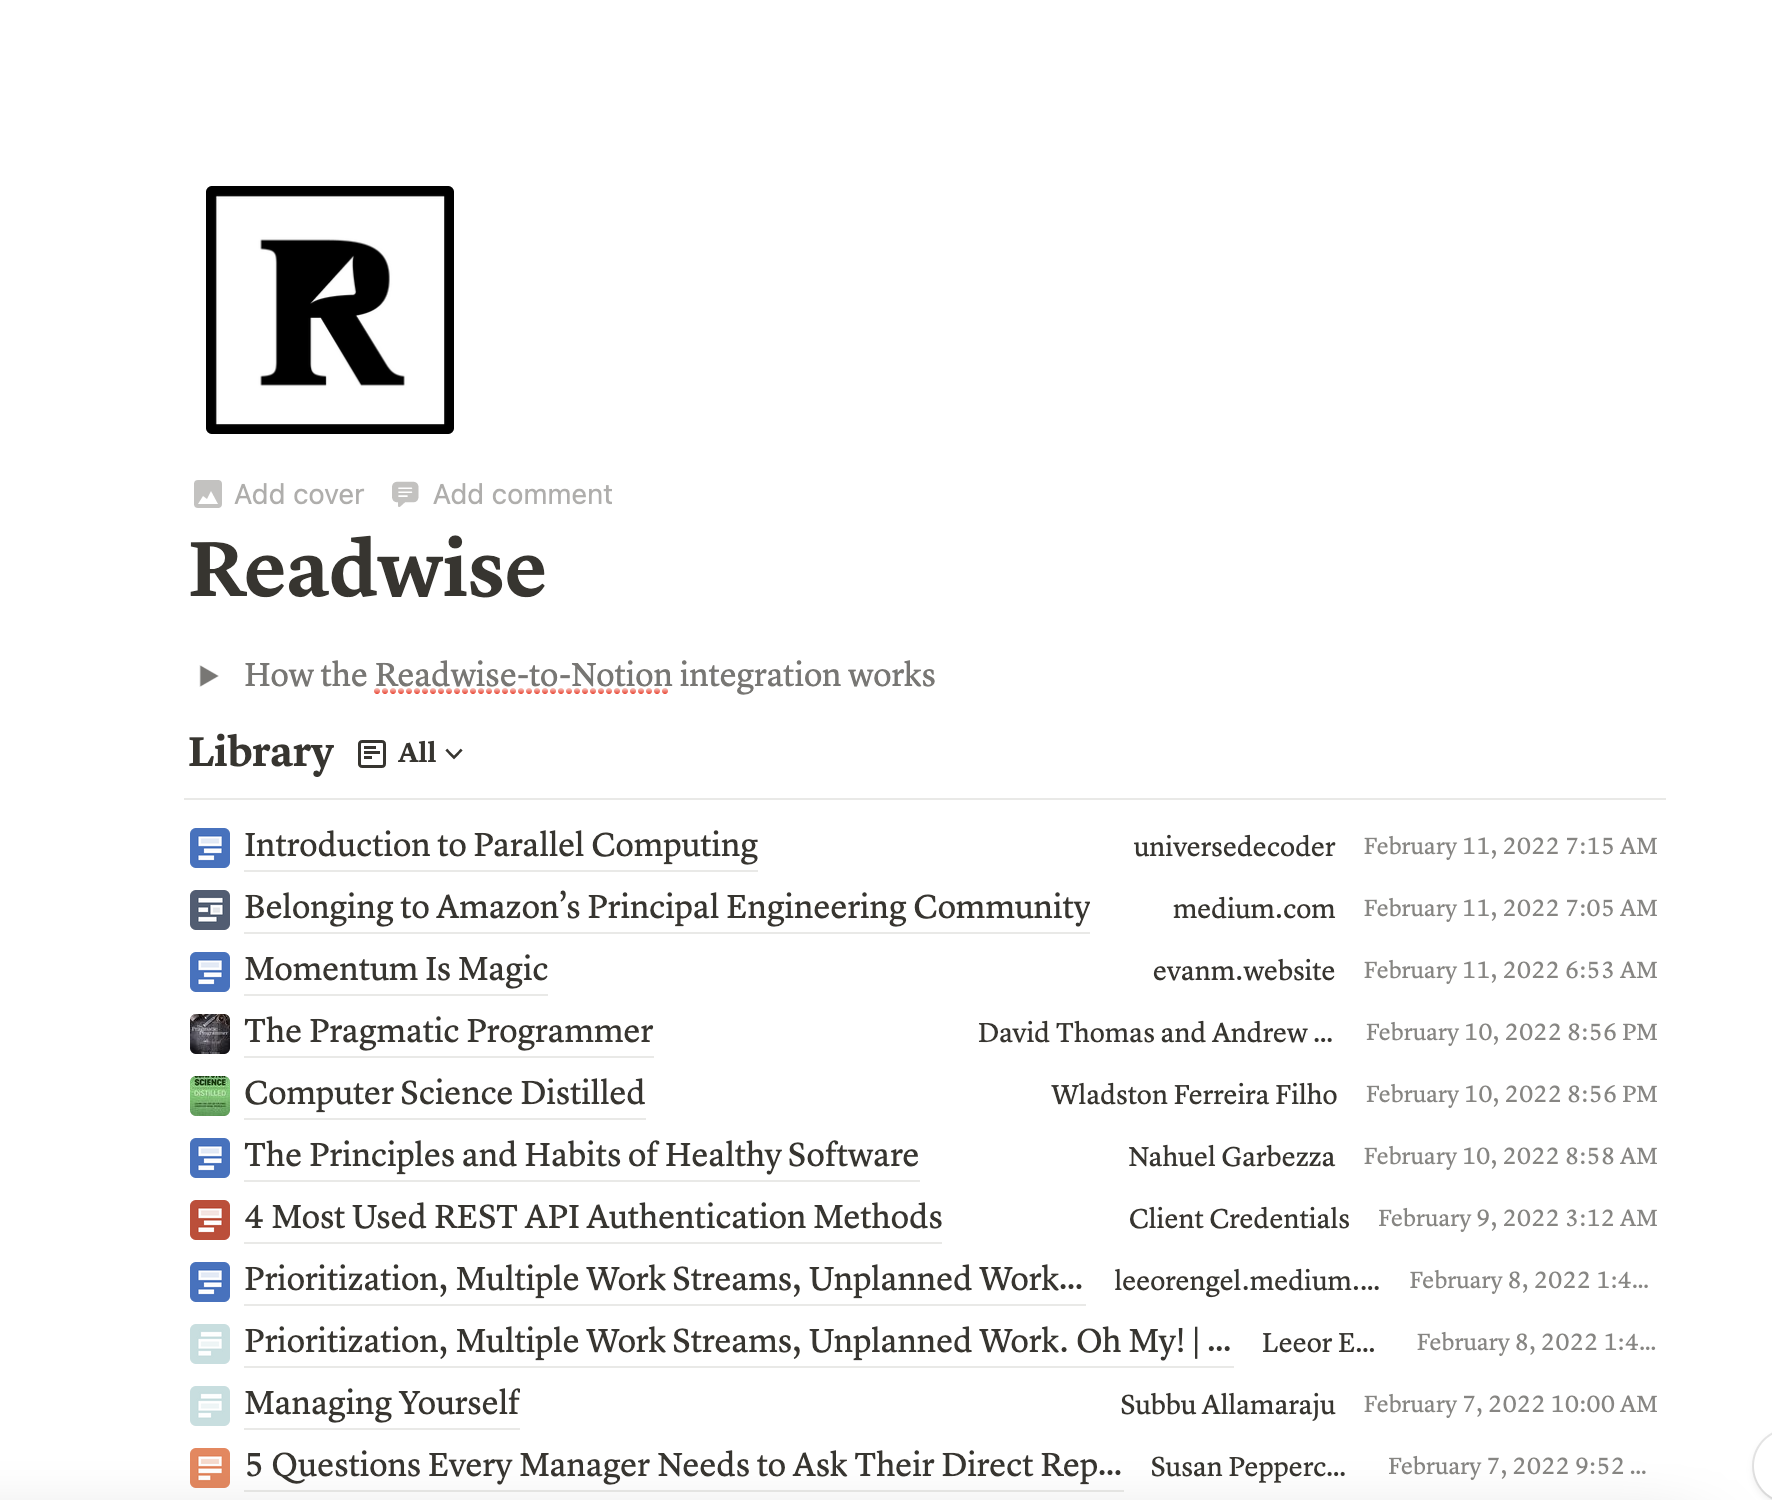 R
Add cover Add comment
Readwise
How the Readwise-to-Notion integration works
Library All
Introduction to Parallel Computing universedecoder February 11, 2022 7:15 AM
Belonging to Amazon’s Principal Engineering Community medium.com February 11, 2022 7:05 AM
Momentum Is Magic evanm.website February 11, 2022 6:53 AM
The Pragmatic Programmer David Thomas and Andrew ... February 10, 2022 8:56 PM
SCIENCE
DISTILLED
Computer Science Distilled Wladston Ferreira Filho February 10, 2022 8:56 PM
The Principles and Habits of Healthy Software Nahuel Garbezza February 10, 2022 8:58 AM
4 Most Used REST API Authentication Methods Client Credentials February 9, 2022 3:12 AM
Prioritization, Multiple Work Streams, Unplanned Work... leeorengel.medium.... February 8, 2022 1:4...
Prioritization, Multiple Work Streams, Unplanned Work. Oh My! | ... Leeor E... February 8, 2022 1:4...
Managing Yourself Subbu Allamaraju February 7, 2022 10:00 AM
5 Questions Every Manager Needs to Ask Their Direct Rep... Susan Pepperc... February 7, 2022 9:52 ...